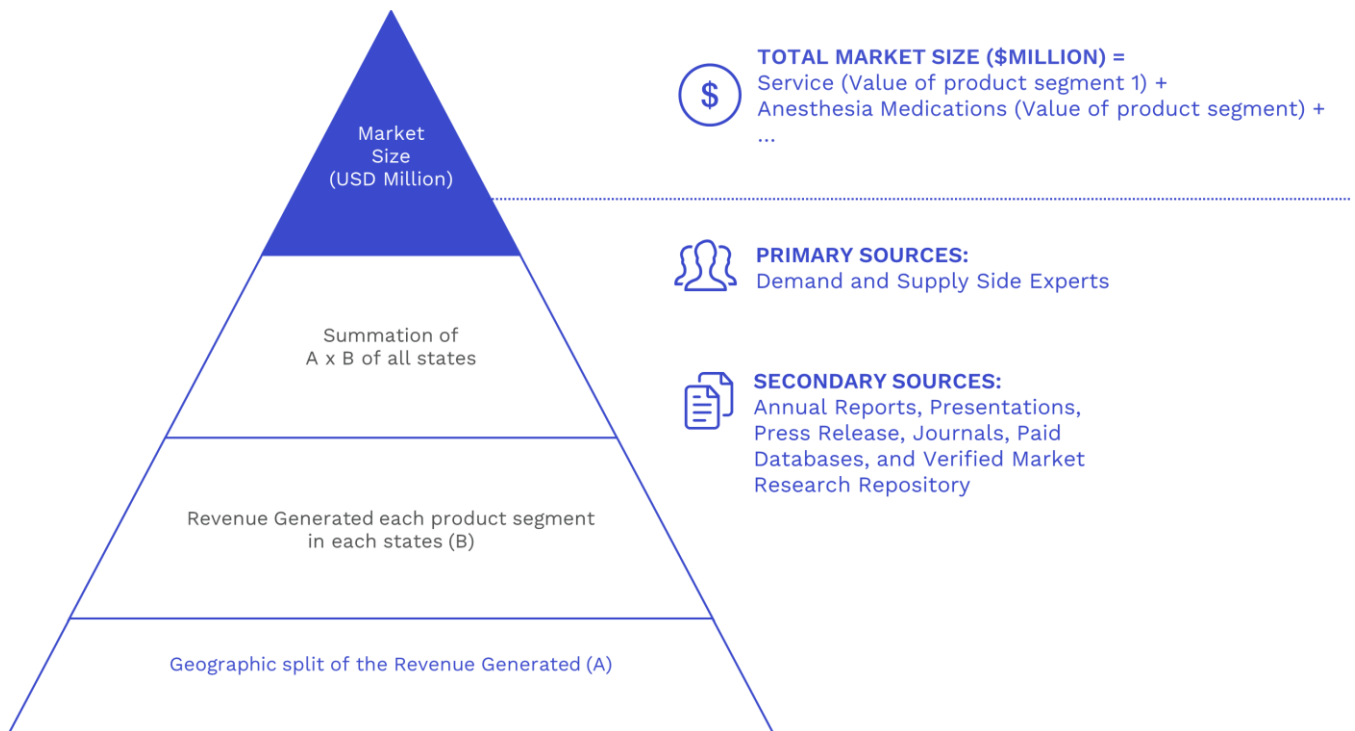 Market
Size
(USD Million)
Summation of
A x B of all states
Revenue Generated each product segment
in each states (B)
Geographic split of the Revenue Generated (A)
$
TOTAL MARKET SIZE ($MILLION) =
Service (Value of product segment 1) +
Anesthesia Medications (Value of product segment) +
...
PRIMARY SOURCES:
Demand and Supply Side Experts
SECONDARY SOURCES:
Annual Reports, Presentations,
Press Release, Journals, Paid
Databases, and Verified Market
Research Repository